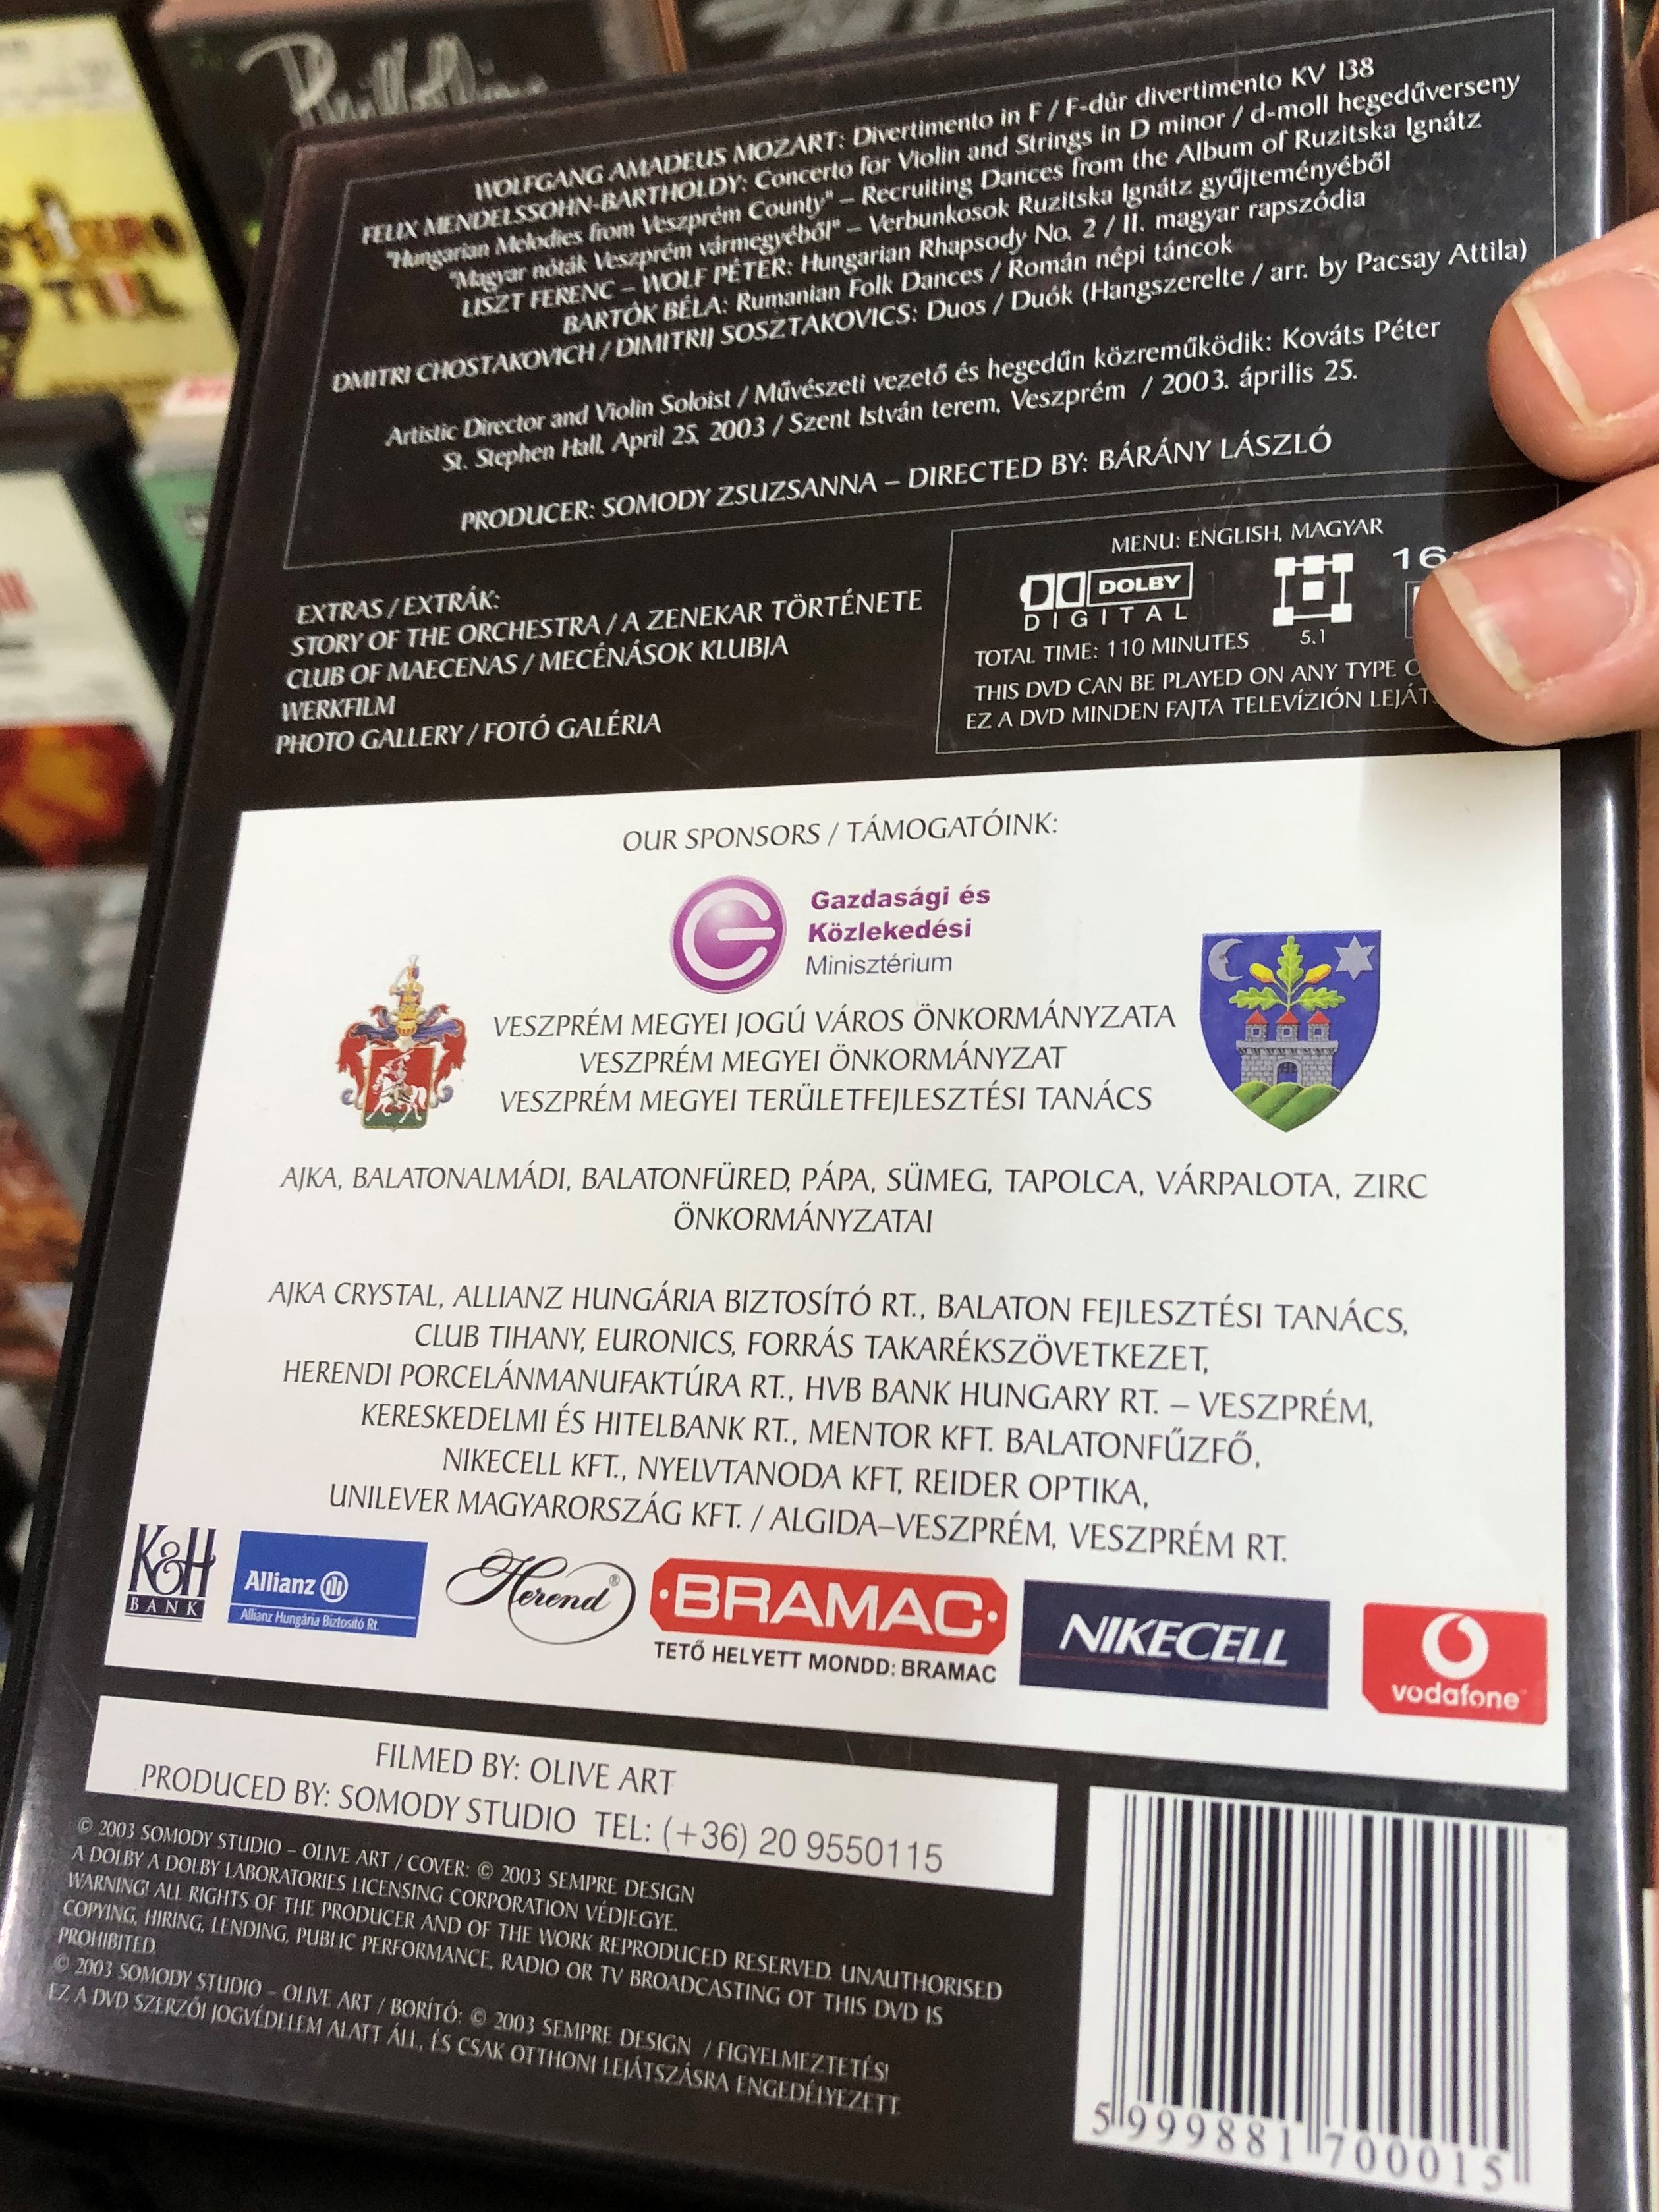 WOLFGANG AMADEUS MOZART: Divertimento in F / F-dúr divertimento KV 138
FELIX MENDELSSOHN-BARTHOLDY: Concerto for Violin and Strings in D minor / d-moll hegedűverseny
"Hungarian Melodies from Veszprém County" – Recruiting Dances from the Album of Ruzitska Ignátz
"Magyar nóták Veszprém vármegyéből" – Verbunkosok Ruzitska Ignátz gyűjteményéből
LISZT FERENC – WOLF PÉTER: Hungarian Rhapsody No. 2 / II. magyar rapszódia
BARTÓK BÉLA: Rumanian Folk Dances / Román népi táncok
DMITRI CHOSTAKOVICH / DIMITRIJ SOSZTAKOVICS: Duos / Duók (Hangszerelte / arr. by Pacsay Attila)
Artistic Director and Violin Soloist / Művészeti vezető és hegedűn közreműködik: Kováts Péter
St. Stephen Hall, April 25, 2003 / Szent István terem, Veszprém / 2003. április 25.
PRODUCER: SOMODY ZSUZSANNA – DIRECTED BY: BÁRÁNY LÁSZLÓ
EXTRAS / EXTRÁK:
STORY OF THE ORCHESTRA / A ZENEKAR TÖRTÉNETE
CLUB OF MAECENAS / MECÉNÁSOK KLUBJA
WERKFILM
PHOTO GALLERY / FOTÓ GALÉRIA
MENU: ENGLISH, MAGYAR
DOLBY
DIGITAL
5.1
16
TOTAL TIME: 110 MINUTES
THIS DVD CAN BE PLAYED ON ANY TYPE
EZ A DVD MINDEN FAJTA TELEVÍZIÓN
OUR SPONSORS / TÁMOGATÓINK:
Gazdasági és
Közlekedési
Minisztérium
VESZPRÉM MEGYEI JOGÚ VÁROS ÖNKORMÁNYZATA
VESZPRÉM MEGYEI ÖNKORMÁNYZAT
VESZPRÉM MEGYEI TERÜLETFEJLESZTÉSI TANÁCS
AJKA, BALATONALMÁDI, BALATONFÜRED, PÁPA, SÜMEG, TAPOLCA, VÁRPALOTA, ZIRC
ÖNKORMÁNYZATAI
AJKA CRYSTAL, ALLIANZ HUNGÁRIA BIZTOSÍTÓ RT., BALATON FEJLESZTÉSI TANÁCS,
CLUB TIHANY, EURONICS, FORRÁS TAKARÉKSZÖVETKEZET,
HERENDI PORCELÁNMANUFAKTÚRA RT., HVB BANK HUNGARY RT. – VESZPRÉM,
KERESKEDELMI ÉS HITELBANK RT., MENTOR KFT. BALATONFŰZFŐ,
NIKECELL KFT., NYELVTANODA KFT, REIDER OPTIKA,
UNILEVER MAGYARORSZÁG KFT. / ALGIDA–VESZPRÉM, VESZPRÉM RT.
K&H
BANK
Allianz
Allianz Hungária Biztosító Rt.
Herend®
·BRAMAC·
TETŐ HELYETT MONDD: BRAMAC
NIKECELL
vodafone™
FILMED BY: OLIVE ART
PRODUCED BY: SOMODY STUDIO TEL: (+36) 20 9550115
© 2003 SOMODY STUDIO – OLIVE ART / COVER: © 2003 SEMPRE DESIGN
A DOLBY A DOLBY LABORATORIES LICENSING CORPORATION VÉDJEGYE.
WARNING! ALL RIGHTS OF THE PRODUCER AND OF THE WORK REPRODUCED RESERVED. UNAUTHORISED
COPYING, HIRING, LENDING, PUBLIC PERFORMANCE, RADIO OR TV BROADCASTING OT THIS DVD IS
PROHIBITED.
© 2003 SOMODY STUDIO – OLIVE ART / BORÍTÓ: © 2003 SEMPRE DESIGN / FIGYELMEZTETÉS!
EZ A DVD SZERZŐI JOGVÉDELEM ALATT ÁLL, ÉS CSAK OTTHONI LEJÁTSZÁSRA ENGEDÉLYEZETT.
5 999881 700015